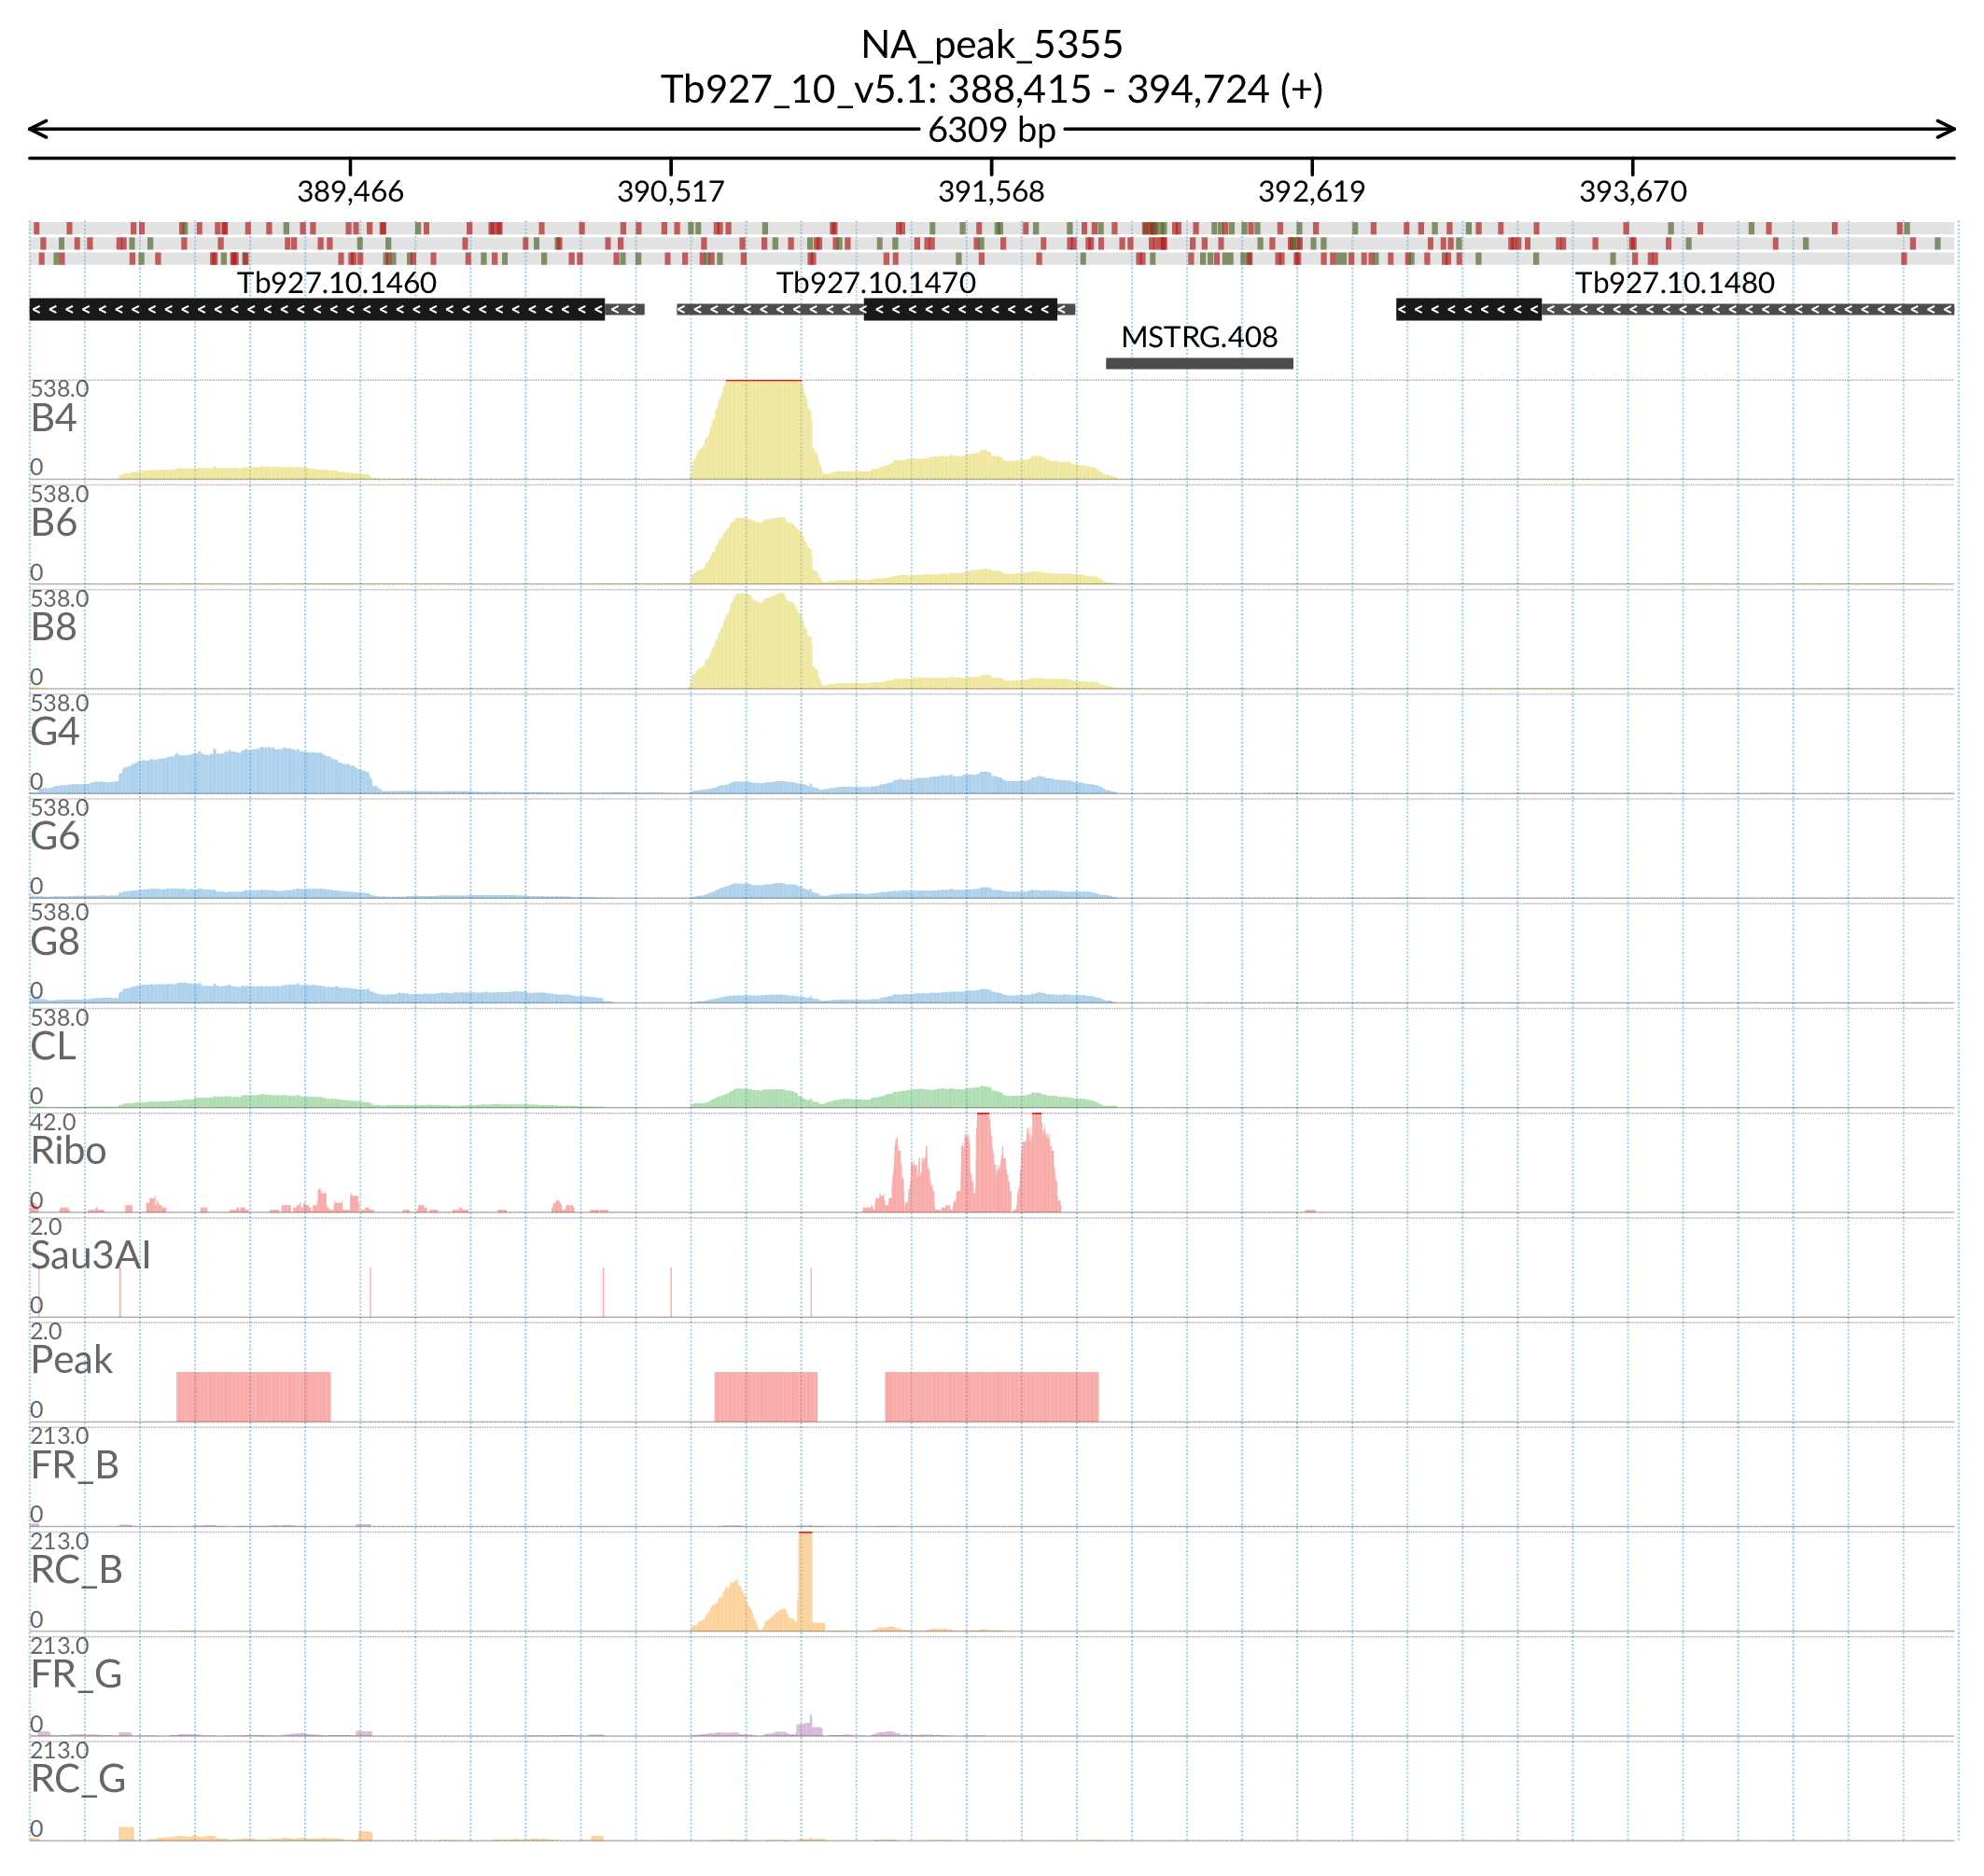 NA_peak_5355
Tb927_10_v5.1: 388,415 - 394,724 (+)
6309 bp
389,466 390,517 391,568 392,619 393,670
Tb927.10.1460 Tb927.10.1470 Tb927.10.1480
MSTRG.408
538.0
B4
0
538.0
B6
0
538.0
B8
0
538.0
G4
0
538.0
G6
0
538.0
G8
0
538.0
CL
0
42.0
Ribo
0
2.0
Sau3AI
0
2.0
Peak
0
213.0
FR_B
0
213.0
RC_B
0
213.0
FR_G
0
213.0
RC_G
0